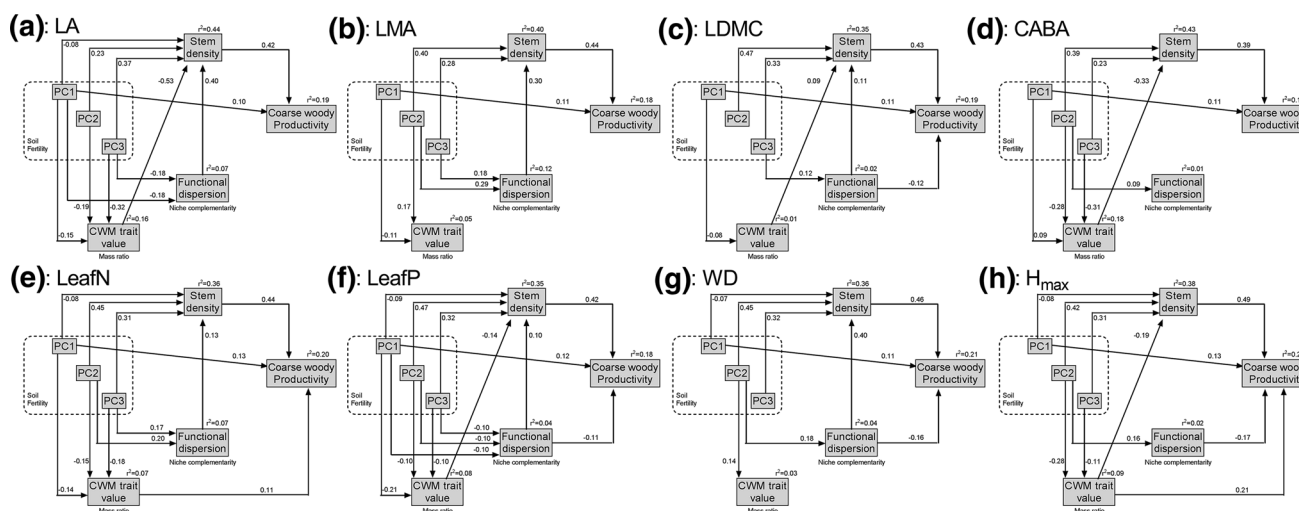 (a): LA
r²=0.44
Stem
density
-0.08
0.23
0.37
0.42
-0.53
0.40
PC1
PC2
PC3
Soil
Fertility
0.10
r²=0.19
Coarse woody
Productivity
-0.18
-0.18
r²=0.07
Functional
dispersion
Niche complementarity
-0.19
-0.32
r²=0.16
-0.15
CWM trait
value
Mass ratio
(b): LMA
r²=0.40
Stem
density
0.40
0.28
0.44
0.30
PC1
PC2
PC3
Soil
Fertility
0.11
r²=0.18
Coarse woody
Productivity
0.18
0.29
r²=0.12
Functional
dispersion
Niche complementarity
0.17
r²=0.05
-0.11
CWM trait
value
Mass ratio
(c): LDMC
r²=0.35
Stem
density
0.47
0.33
0.43
0.09
0.11
PC1
PC2
PC3
Soil
Fertility
0.11
r²=0.19
Coarse woody
Productivity
0.12
r²=0.02
Functional
dispersion
-0.12
Niche complementarity
r²=0.01
-0.08
CWM trait
value
Mass ratio
(d): CABA
r²=0.43
Stem
density
0.39
0.23
0.39
-0.33
PC1
PC2
PC3
Soil
Fertility
0.11
Coarse woody
Productivity
0.09
r²=0.01
Functional
dispersion
Niche complementarity
-0.28
-0.31
r²=0.18
0.09
CWM trait
value
Mass ratio
(e): LeafN
r²=0.36
Stem
density
-0.08
0.45
0.31
0.44
0.13
PC1
PC2
PC3
Soil
Fertility
0.13
r²=0.20
Coarse woody
Productivity
0.17
0.20
r²=0.07
Functional
dispersion
Niche complementarity
-0.15
-0.18
r²=0.07
-0.14
CWM trait
value
0.11
Mass ratio
(f): LeafP
r²=0.35
Stem
density
-0.09
0.47
0.32
0.42
-0.14
0.10
PC1
PC2
PC3
Soil
Fertility
0.12
r²=0.18
Coarse woody
Productivity
-0.10
-0.10
-0.10
r²=0.04
Functional
dispersion
-0.11
Niche complementarity
-0.10
-0.10
r²=0.08
-0.21
CWM trait
value
Mass ratio
(g): WD
r²=0.36
Stem
density
-0.07
0.45
0.32
0.46
0.40
PC1
PC2
PC3
Soil
Fertility
0.11
r²=0.21
Coarse woody
Productivity
0.18
r²=0.04
Functional
dispersion
-0.16
Niche complementarity
0.14
r²=0.03
CWM trait
value
Mass ratio
(h): Hmax
r²=0.38
Stem
density
-0.08
0.42
0.31
0.49
-0.19
PC1
PC2
PC3
Soil
Fertility
0.13
Coarse woody
Productivity
0.16
r²=0.02
Functional
dispersion
-0.17
Niche complementarity
-0.28
-0.11
r²=0.09
CWM trait
value
0.21
Mass ratio